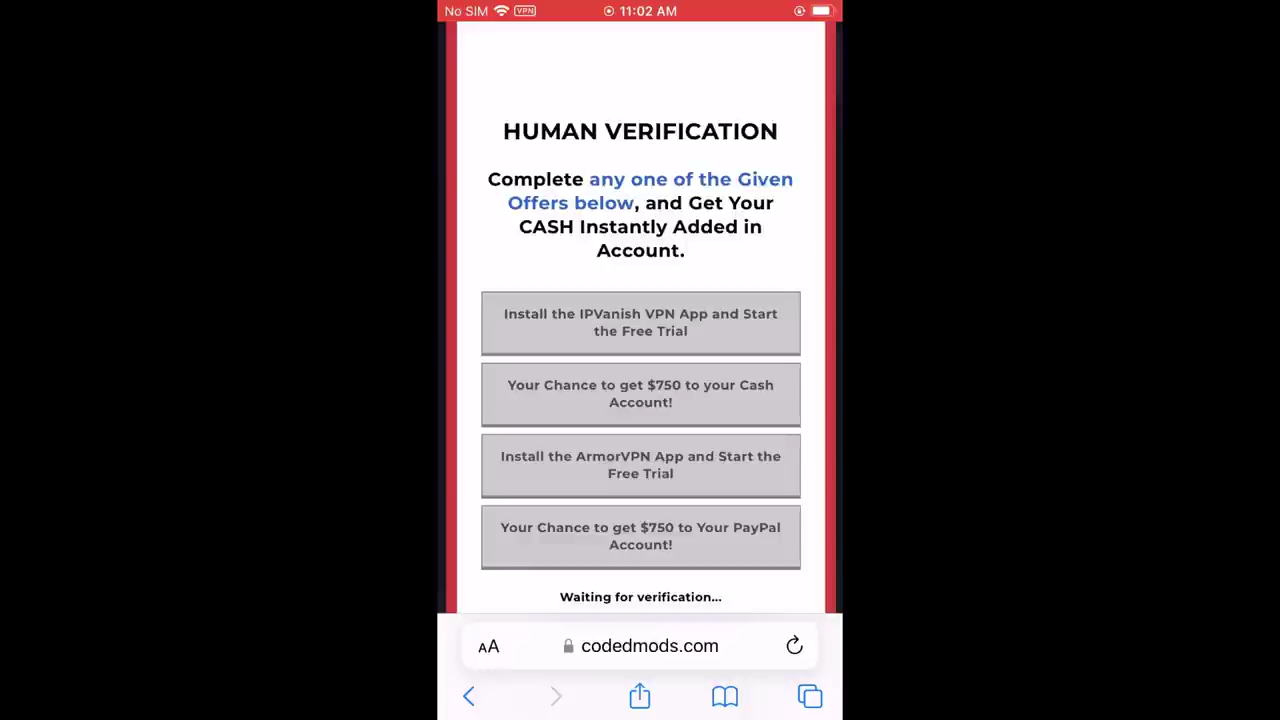 No SIM VPN 11:02 AM
HUMAN VERIFICATION
Complete any one of the Given
Offers below, and Get Your
CASH Instantly Added in
Account.
Install the IPVanish VPN App and Start
the Free Trial
Your Chance to get $750 to your Cash
Account!
Install the ArmorVPN App and Start the
Free Trial
Your Chance to get $750 to Your PayPal
Account!
Waiting for verification...
AA codedmods.com